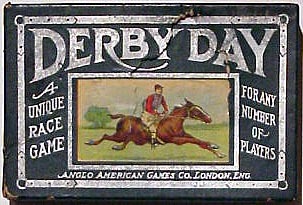 DERBY DAY
A
UNIQUE
RACE
GAME
FOR ANY
NUMBER
OF
PLAYERS
ANGLO AMERICAN GAMES CO. LONDON, ENG.